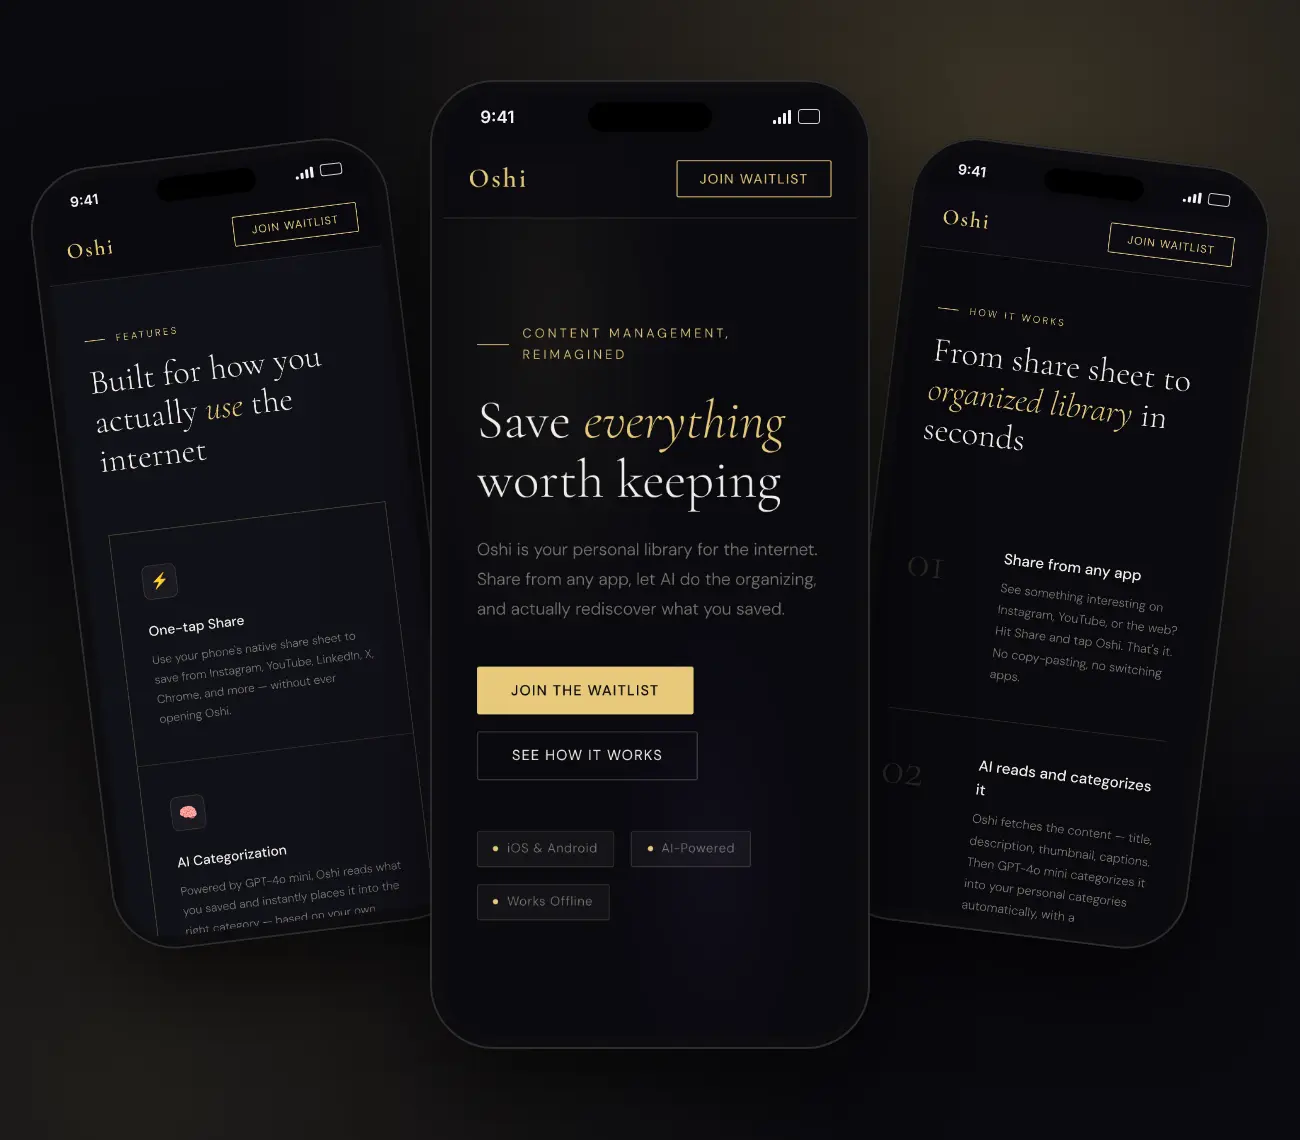 9:41
Oshi
JOIN WAITLIST
FEATURES
Built for how you
actually use the
internet
One-tap Share
Use your phone's native share sheet to
save from Instagram, YouTube, LinkedIn, X,
Chrome, and more — without ever
opening Oshi.
AI Categorization
Powered by GPT-4o mini, Oshi reads what
you saved and instantly places it into the
right category — based on your own
9:41
Oshi
JOIN WAITLIST
CONTENT MANAGEMENT,
REIMAGINED
Save everything
worth keeping
Oshi is your personal library for the internet.
Share from any app, let AI do the organizing,
and actually rediscover what you saved.
JOIN THE WAITLIST
SEE HOW IT WORKS
iOS & Android
AI-Powered
Works Offline
9:41
Oshi
JOIN WAITLIST
HOW IT WORKS
From share sheet to
organized library in
seconds
01
Share from any app
See something interesting on
Instagram, YouTube, or the web?
Hit Share and tap Oshi. That's it.
No copy-pasting, no switching
apps.
02
AI reads and categorizes
it
Oshi fetches the content — title,
description, thumbnail, captions.
Then GPT-4o mini categorizes it
into your personal categories
automatically, with a